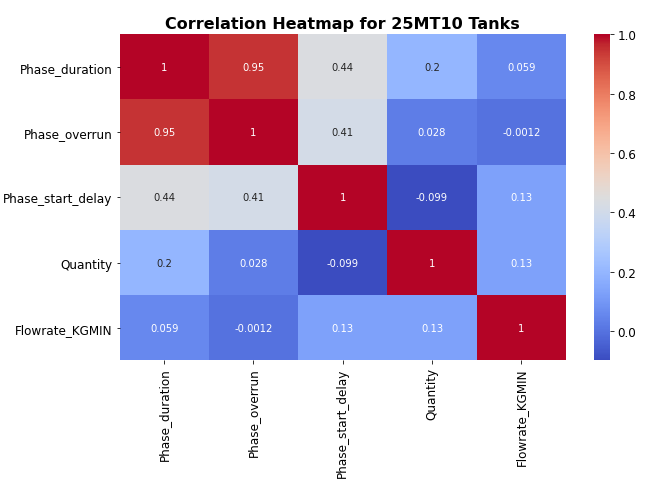 Correlation Heatmap for 25MT10 Tanks
Phase_duration 1 0.95 0.44 0.2 0.059
Phase_overrun 0.95 1 0.41 0.028 -0.0012
Phase_start_delay 0.44 0.41 1 -0.099 0.13
Quantity 0.2 0.028 -0.099 1 0.13
Flowrate_KGMIN 0.059 -0.0012 0.13 0.13 1
Phase_duration
Phase_overrun
Phase_start_delay
Quantity
Flowrate_KGMIN
1.0
0.8
0.6
0.4
0.2
0.0